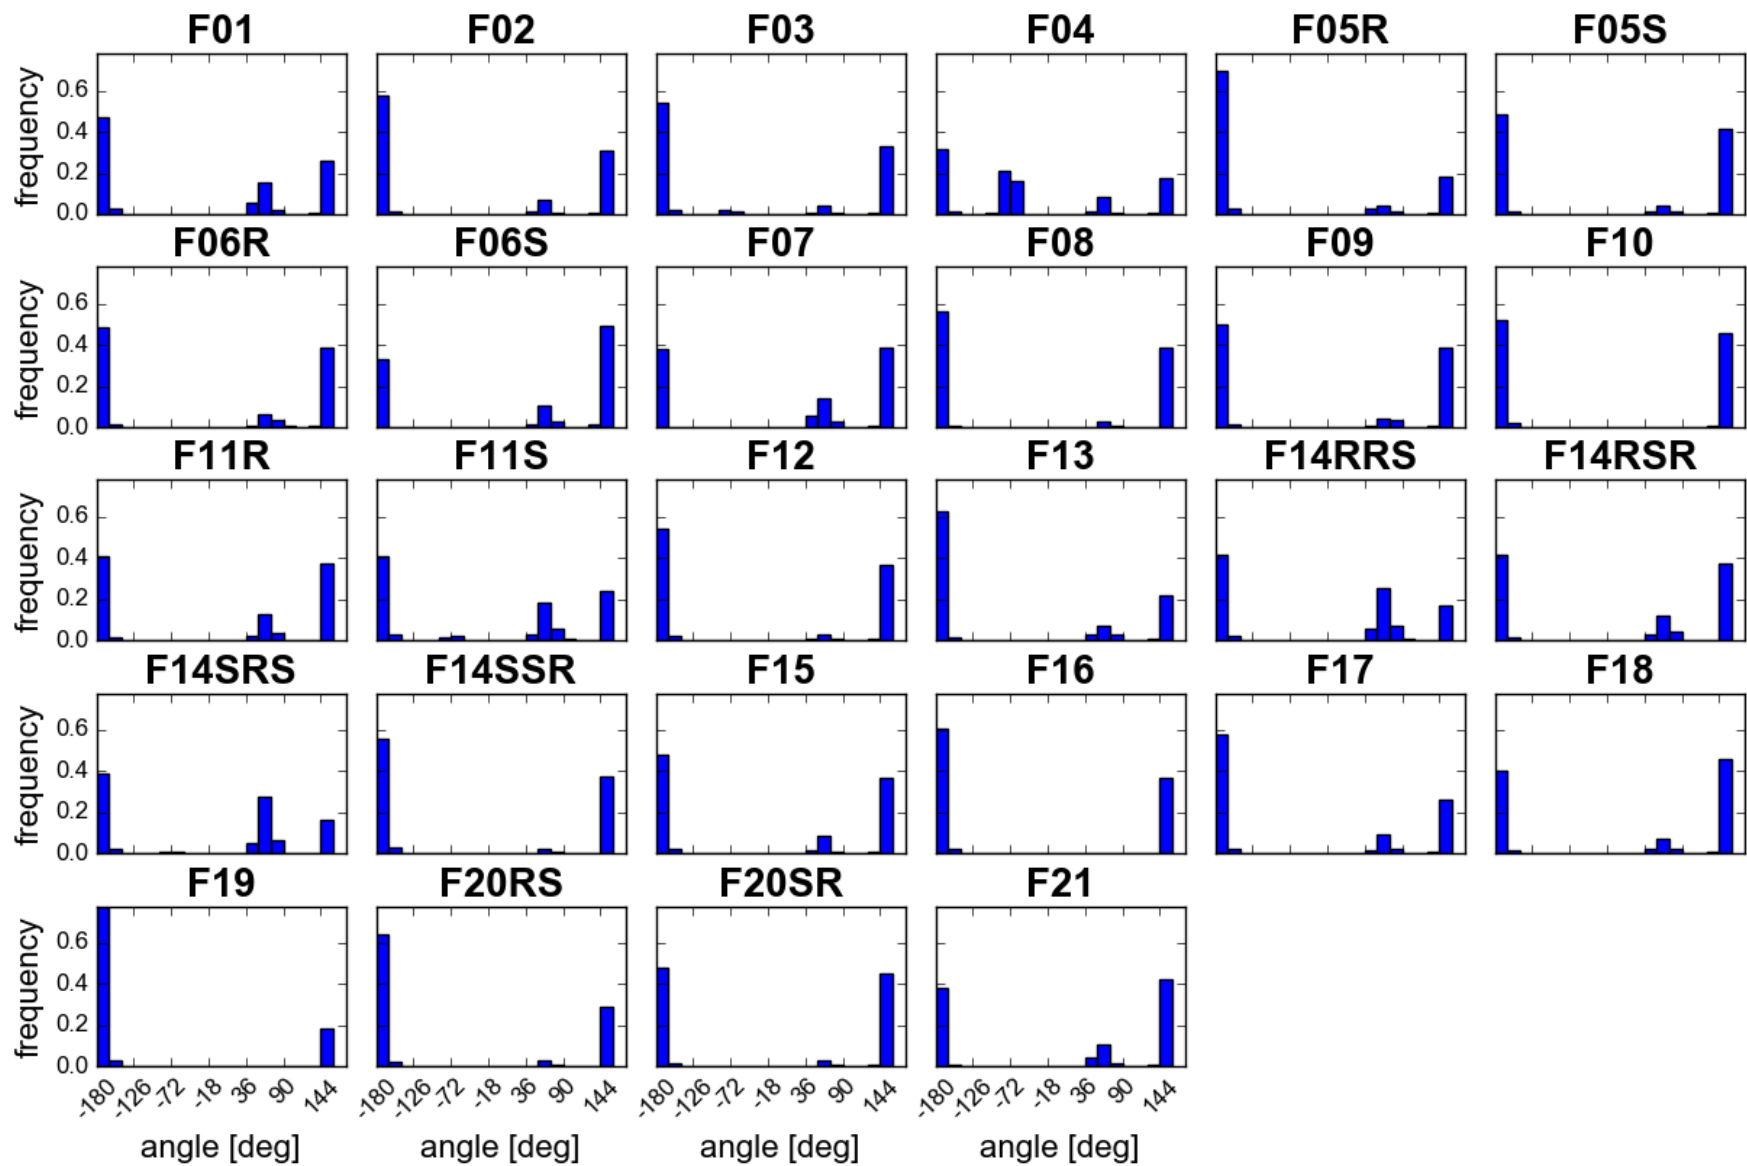 F01 F02 F03 F04 F05R F05S
frequency 0.6 0.4 0.2 0.0
F06R F06S F07 F08 F09 F10
frequency 0.6 0.4 0.2 0.0
F11R F11S F12 F13 F14RRS F14RSR
frequency 0.6 0.4 0.2 0.0
F14SRS F14SSR F15 F16 F17 F18
frequency 0.6 0.4 0.2 0.0
F19 F20RS F20SR F21
frequency 0.6 0.4 0.2 0.0
-180 -126 -72 -18 36 90 144 -180 -126 -72 -18 36 90 144 -180 -126 -72 -18 36 90 144 -180 -126 -72 -18 36 90 144
angle [deg] angle [deg] angle [deg] angle [deg]